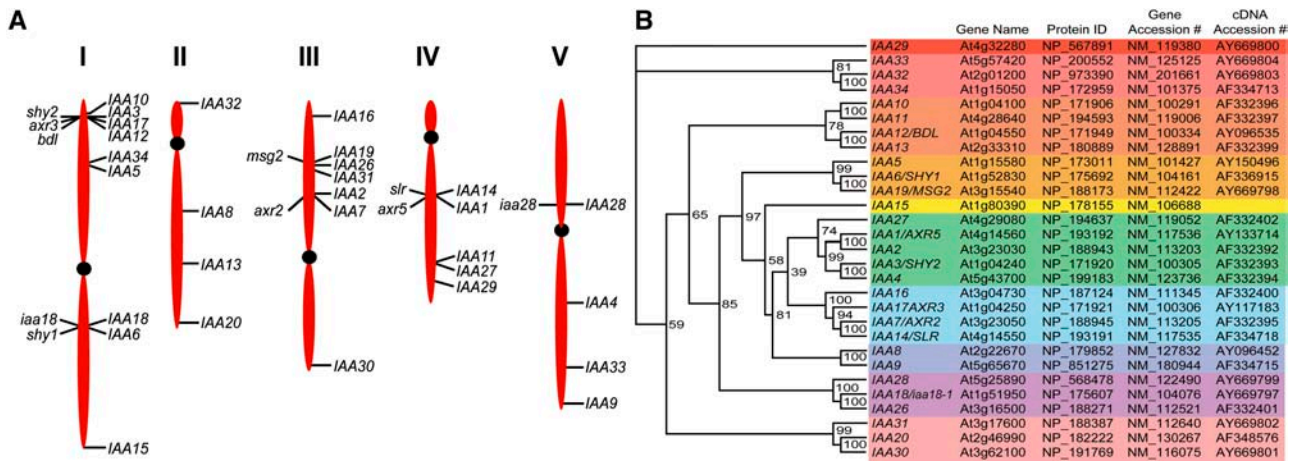 A
I
II
III
IV
V
shy2
axr3
bdl
IAA10
IAA3
IAA17
IAA12
IAA34
IAA5
iaa18
shy1
IAA18
IAA6
IAA15
IAA32
IAA8
IAA13
IAA20
IAA16
msg2
IAA19
IAA26
IAA31
axr2
IAA2
IAA7
IAA30
slr
axr5
IAA14
IAA1
IAA11
IAA27
IAA29
iaa28
IAA28
IAA4
IAA33
IAA9
B
Gene Name Protein ID Gene Accession # cDNA Accession #
IAA29 At4g32280 NP_567891 NM_119380 AY669800
IAA33 At5g57420 NP_200552 NM_125125 AY669804
IAA32 At2g01200 NP_973390 NM_201661 AY669803
IAA34 At1g15050 NP_172959 NM_101375 AF334713
IAA10 At1g04100 NP_171906 NM_100291 AF332396
IAA11 At4g28640 NP_194593 NM_119006 AF332397
IAA12/BDL At1g04550 NP_171949 NM_100334 AY096535
IAA13 At2g33310 NP_180889 NM_128891 AF332399
IAA5 At1g15580 NP_173011 NM_101427 AY150496
IAA6/SHY1 At1g52830 NP_175692 NM_104161 AF336915
IAA19/MSG2 At3g15540 NP_188173 NM_112422 AY669798
IAA15 At1g80390 NP_178155 NM_106688
IAA27 At4g29080 NP_194637 NM_119052 AF332402
IAA1/AXR5 At4g14560 NP_193192 NM_117536 AY133714
IAA2 At3g23030 NP_188943 NM_113203 AF332392
IAA3/SHY2 At1g04240 NP_171920 NM_100305 AF332393
IAA4 At5g43700 NP_199183 NM_123736 AF332394
IAA16 At3g04730 NP_187124 NM_111345 AF332400
IAA17AXR3 At1g04250 NP_171921 NM_100306 AY117183
IAA7/AXR2 At3g23050 NP_188945 NM_113205 AF332395
IAA14/SLR At4g14550 NP_193191 NM_117535 AF334718
IAA8 At2g22670 NP_179852 NM_127832 AY096452
IAA9 At5g65670 NP_851275 NM_180944 AF334715
IAA28 At5g25890 NP_568478 NM_122490 AY669799
IAA18/iaa18-1 At1g51950 NP_175607 NM_104076 AY669797
IAA26 At3g16500 NP_188271 NM_112521 AF332401
IAA31 At3g17600 NP_188387 NM_112640 AY669802
IAA20 At2g46990 NP_182222 NM_130267 AF348576
IAA30 At3g62100 NP_191769 NM_116075 AY669801
81
100
100
78
100
99
100
65
97
74
100
58
99
39
100
100
85
81
94
100
59
100
100
100
99
100